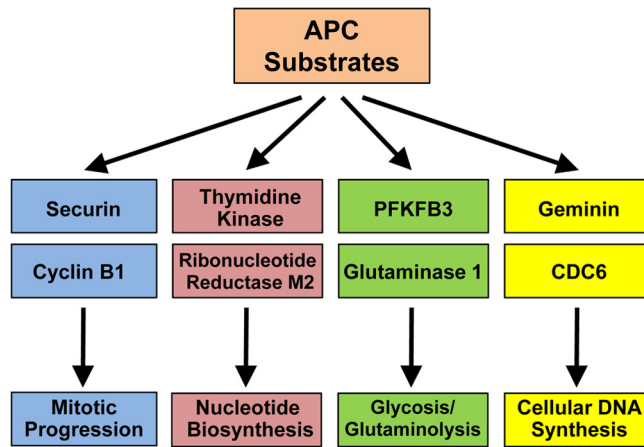 APC
Substrates
Securin
Thymidine
Kinase
PFKFB3
Geminin
Cyclin B1
Ribonucleotide
Reductase M2
Glutaminase 1
CDC6
Mitotic
Progression
Nucleotide
Biosynthesis
Glycosis/
Glutaminolysis
Cellular DNA
Synthesis